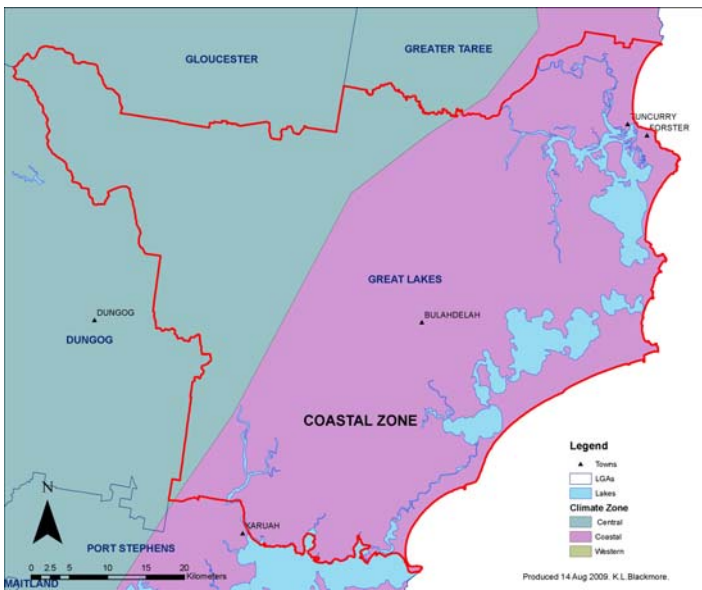 GLOUCESTER
GREATER TAREE
TUNCURRY
FORSTER
GREAT LAKES
BULAHDELAH
DUNGOG
DUNGOG
COASTAL ZONE
Legend
Towns
LGAs
Lakes
Climate Zone
Central
Coastal
Western
N
KARUAH
PORT STEPHENS
0 2.5 5 10 15 20
Kilometers
MAITLAND
Produced 14 Aug 2009. K.L.Blackmore.